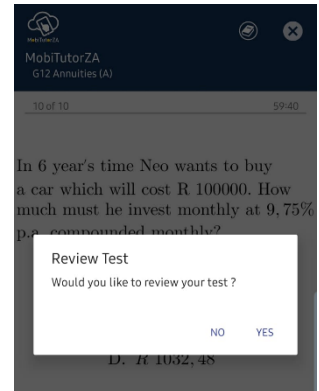 MobiTutorZA
MobiTutorZA
G12 Annuities (A)
10 of 10
59:40
In 6 year's time Neo wants to buy
a car which will cost R 100000. How
much must he invest monthly at 9, 75%
p.a. compounded monthly?
Review Test
Would you like to review your test ?
NO
YES
D. R 1032, 48